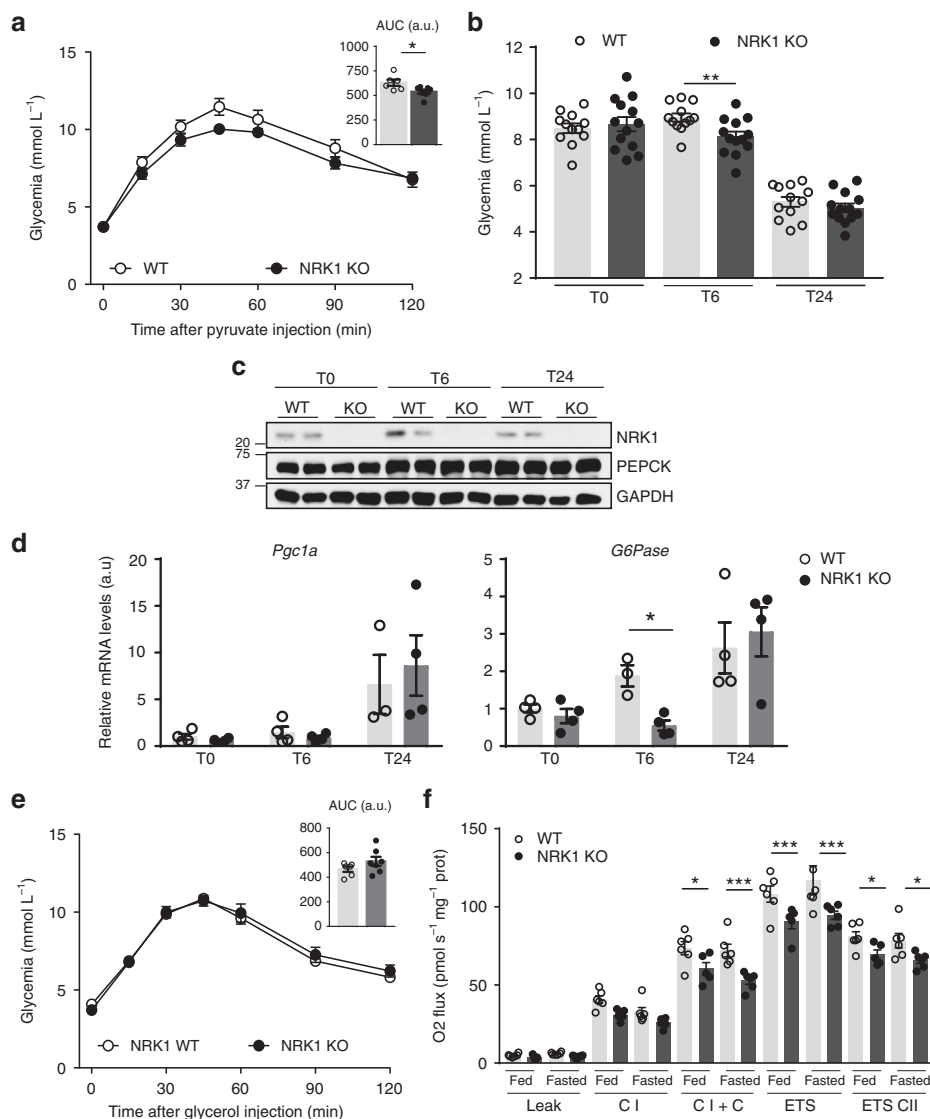 a
AUC (a.u.)
*
1000
750
500
250
0
15
10
5
0
Glycemia (mmol L–1)
WT
NRK1 KO
0 30 60 90 120
Time after pyruvate injection (min)
b
WT NRK1 KO
**
12
10
8
6
4
2
Glycemia (mmol L–1)
T0 T6 T24
c
T0 T6 T24
WT KO WT KO WT KO
20
NRK1
75
PEPCK
37
GAPDH
d
Pgc1a
20
15
10
5
0
Relative mRNA levels (a.u)
T0 T6 T24
G6Pase
5
4
3
2
1
0
*
T0 T6 T24
WT
NRK1 KO
e
AUC (a.u.)
800
600
400
200
0
15
10
5
0
Glycemia (mmol L–1)
NRK1 WT
NRK1 KO
0 30 60 90 120
Time after glycerol injection (min)
f
WT
NRK1 KO
150
100
50
0
O2 flux (pmol s–1 mg–1 prot)
* *** *** *** * *
Fed Fasted Fed Fasted Fed Fasted Fed Fasted Fed Fasted
Leak C I C I + C ETS ETS CII